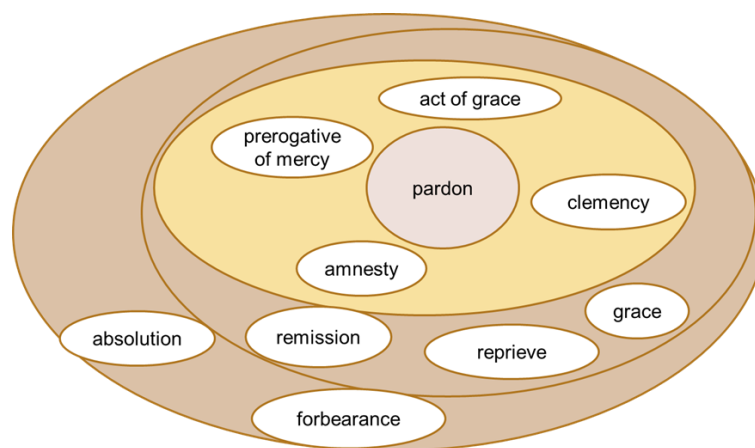 act of grace
prerogative
of mercy
pardon
clemency
amnesty
grace
absolution
remission
reprieve
forbearance